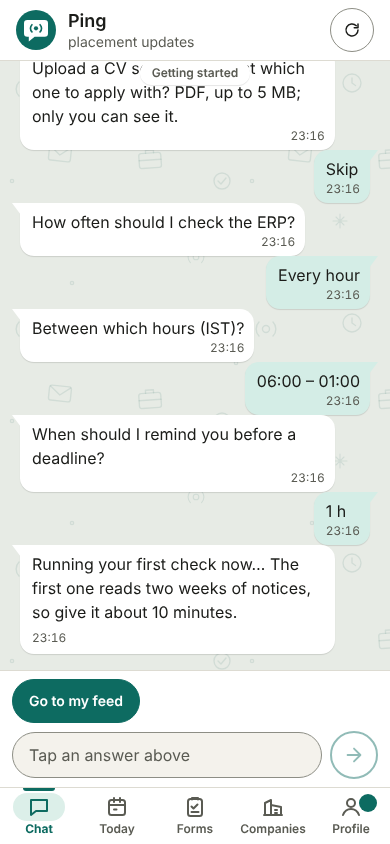 Ping
placement updates
Upload a CV s
Getting started
t which
one to apply with? PDF, up to 5 MB;
only you can see it.
23:16
Skip
23:16
How often should I check the ERP?
23:16
Every hour
23:16
Between which hours (IST)?
23:16
06:00 – 01:00
23:16
When should I remind you before a
deadline?
23:16
1 h
23:16
Running your first check now… The
first one reads two weeks of notices,
so give it about 10 minutes.
23:16
Go to my feed
Tap an answer above
Chat
Today
Forms
Companies
Profile